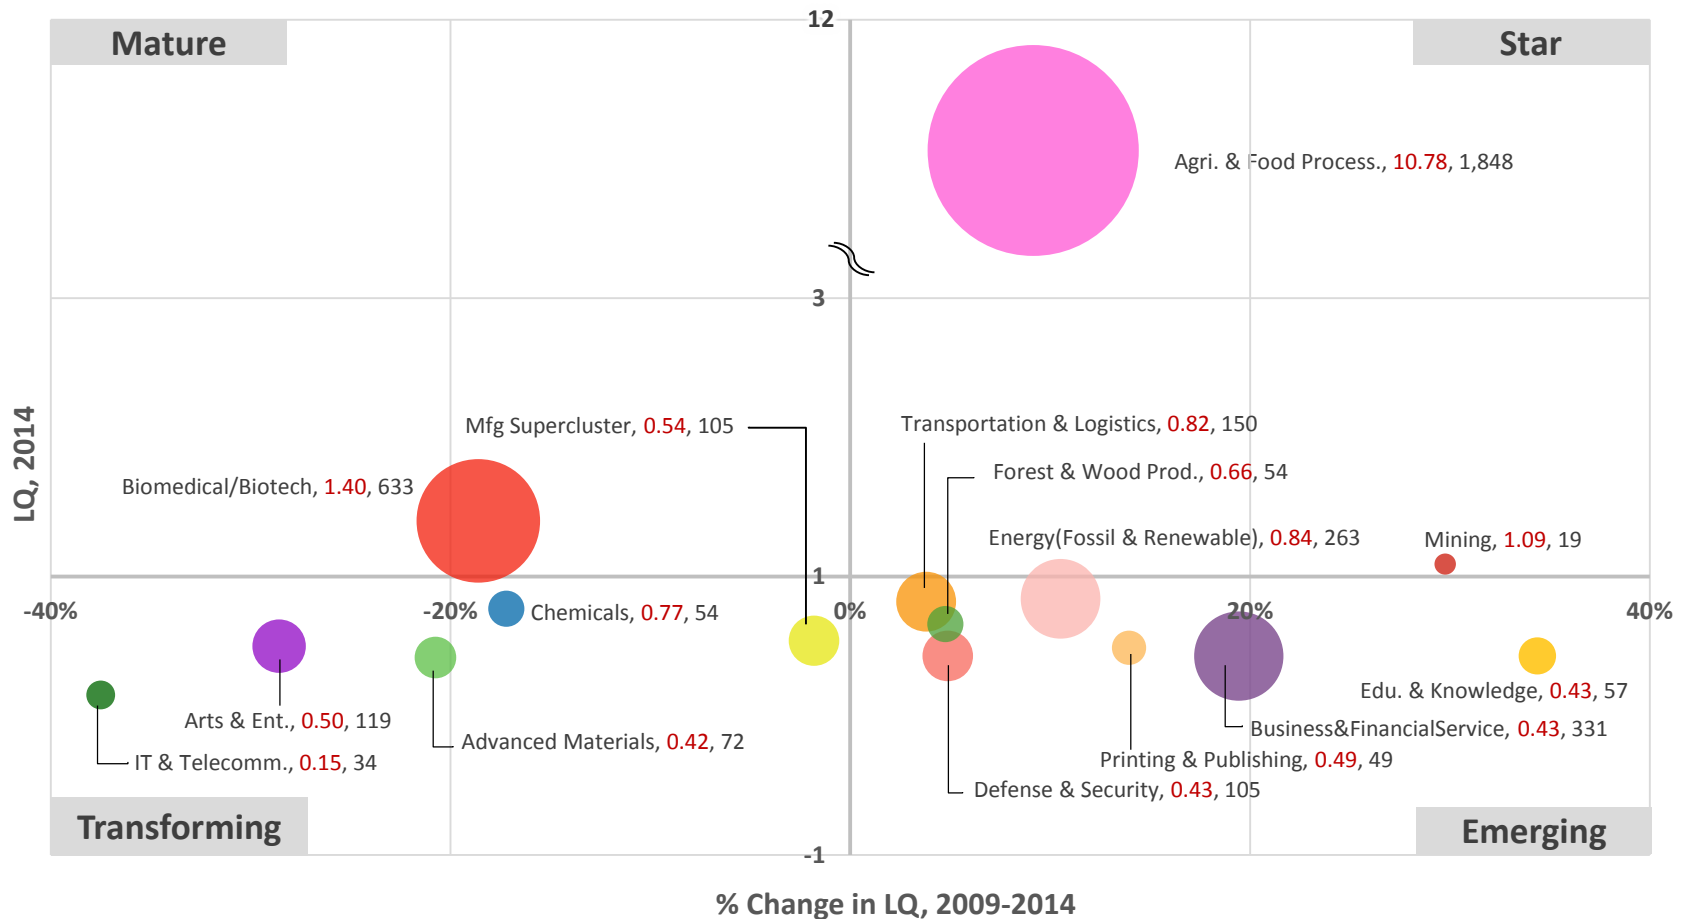 Mature
12
Star
Agri. & Food Process., 10.78, 1,848
3
LQ, 2014
Mfg Supercluster, 0.54, 105
Transportation & Logistics, 0.82, 150
Biomedical/Biotech, 1.40, 633
Forest & Wood Prod., 0.66, 54
Energy(Fossil & Renewable), 0.84, 263
Mining, 1.09, 19
1
-40%
-20%
0%
20%
40%
Chemicals, 0.77, 54
Edu. & Knowledge, 0.43, 57
Arts & Ent., 0.50, 119
Business&FinancialService, 0.43, 331
Advanced Materials, 0.42, 72
IT & Telecomm., 0.15, 34
Printing & Publishing, 0.49, 49
Defense & Security, 0.43, 105
Transforming
Emerging
-1
% Change in LQ, 2009-2014